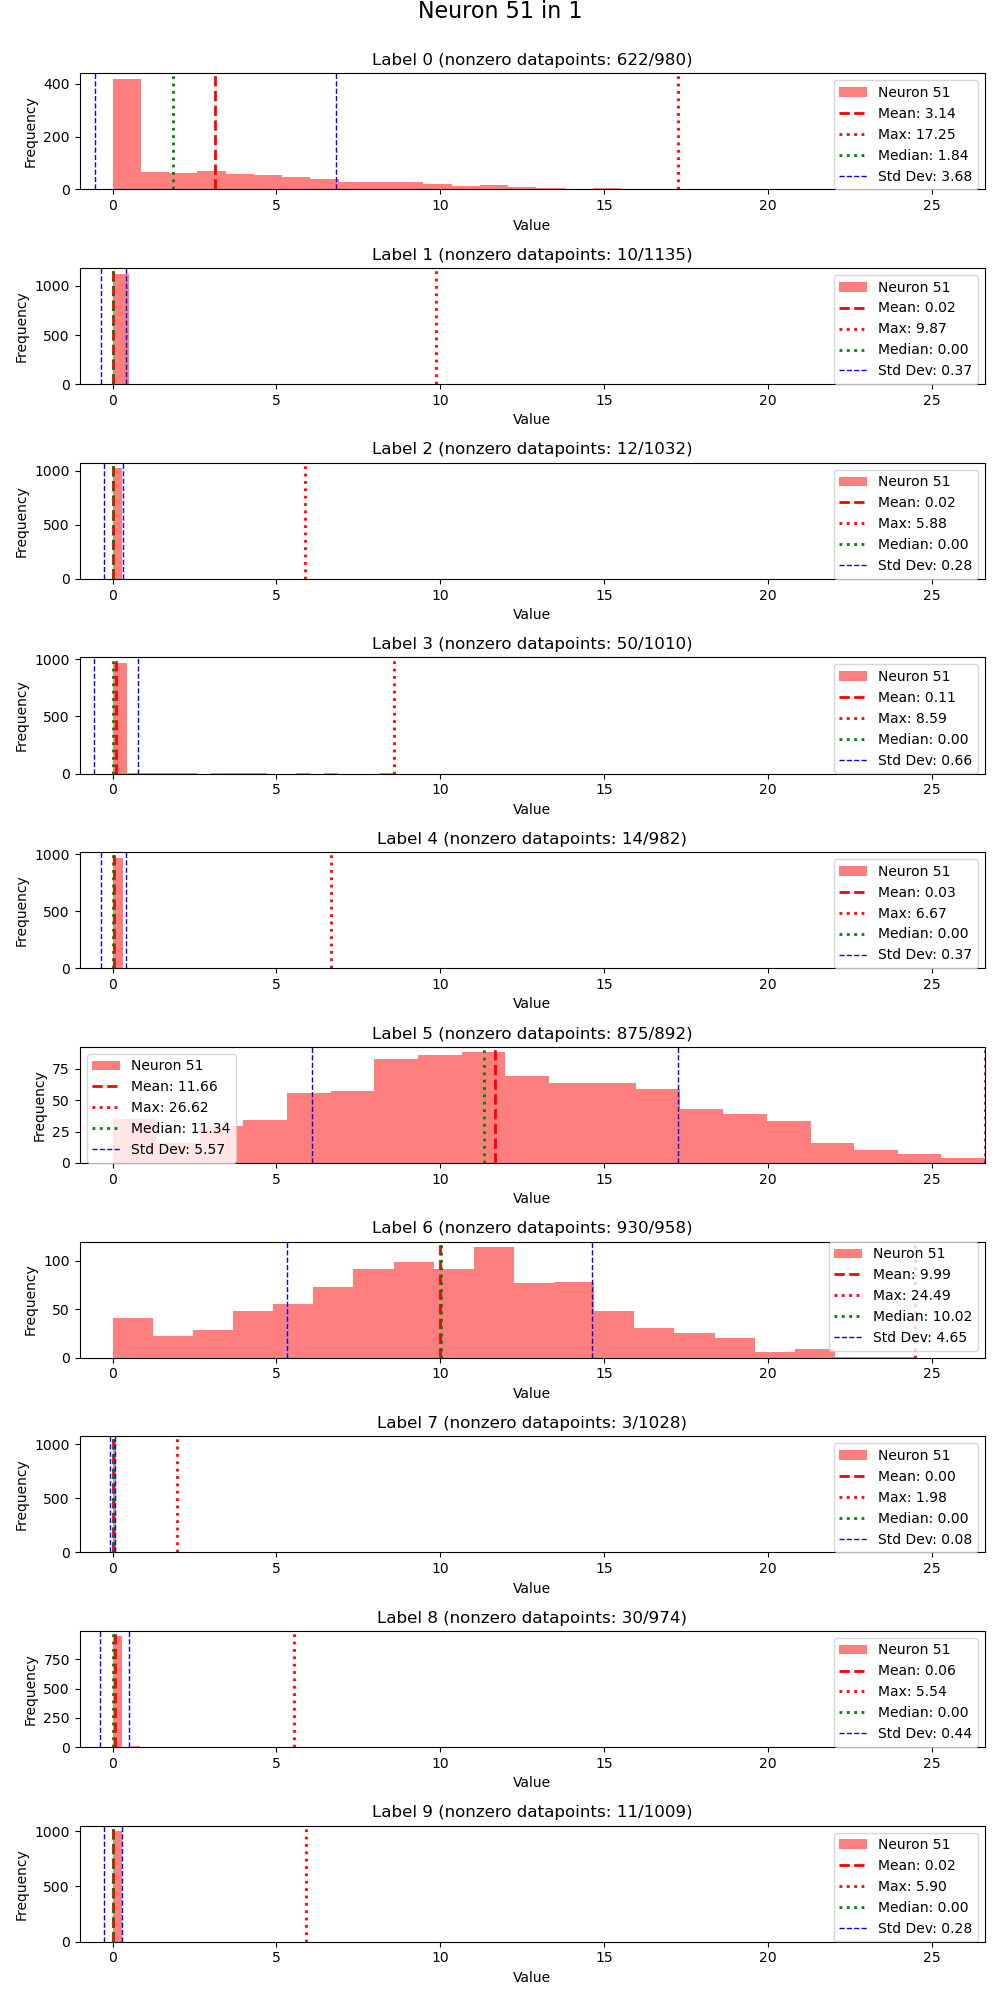 Neuron 51 in 1
Label 0 (nonzero datapoints: 622/980)
Frequency
400
200
0
Neuron 51
Mean: 3.14
Max: 17.25
Median: 1.84
Std Dev: 3.68
0 5 10 15 20 25
Value
Label 1 (nonzero datapoints: 10/1135)
Frequency
1000
500
0
Neuron 51
Mean: 0.02
Max: 9.87
Median: 0.00
Std Dev: 0.37
0 5 10 15 20 25
Value
Label 2 (nonzero datapoints: 12/1032)
Frequency
1000
500
0
Neuron 51
Mean: 0.02
Max: 5.88
Median: 0.00
Std Dev: 0.28
0 5 10 15 20 25
Value
Label 3 (nonzero datapoints: 50/1010)
Frequency
1000
500
0
Neuron 51
Mean: 0.11
Max: 8.59
Median: 0.00
Std Dev: 0.66
0 5 10 15 20 25
Value
Label 4 (nonzero datapoints: 14/982)
Frequency
1000
500
0
Neuron 51
Mean: 0.03
Max: 6.67
Median: 0.00
Std Dev: 0.37
0 5 10 15 20 25
Value
Label 5 (nonzero datapoints: 875/892)
Frequency
75
50
25
0
Neuron 51
Mean: 11.66
Max: 26.62
Median: 11.34
Std Dev: 5.57
0 5 10 15 20 25
Value
Label 6 (nonzero datapoints: 930/958)
Frequency
100
50
0
Neuron 51
Mean: 9.99
Max: 24.49
Median: 10.02
Std Dev: 4.65
0 5 10 15 20 25
Value
Label 7 (nonzero datapoints: 3/1028)
Frequency
1000
500
0
Neuron 51
Mean: 0.00
Max: 1.98
Median: 0.00
Std Dev: 0.08
0 5 10 15 20 25
Value
Label 8 (nonzero datapoints: 30/974)
Frequency
750
500
250
0
Neuron 51
Mean: 0.06
Max: 5.54
Median: 0.00
Std Dev: 0.44
0 5 10 15 20 25
Value
Label 9 (nonzero datapoints: 11/1009)
Frequency
1000
500
0
Neuron 51
Mean: 0.02
Max: 5.90
Median: 0.00
Std Dev: 0.28
0 5 10 15 20 25
Value